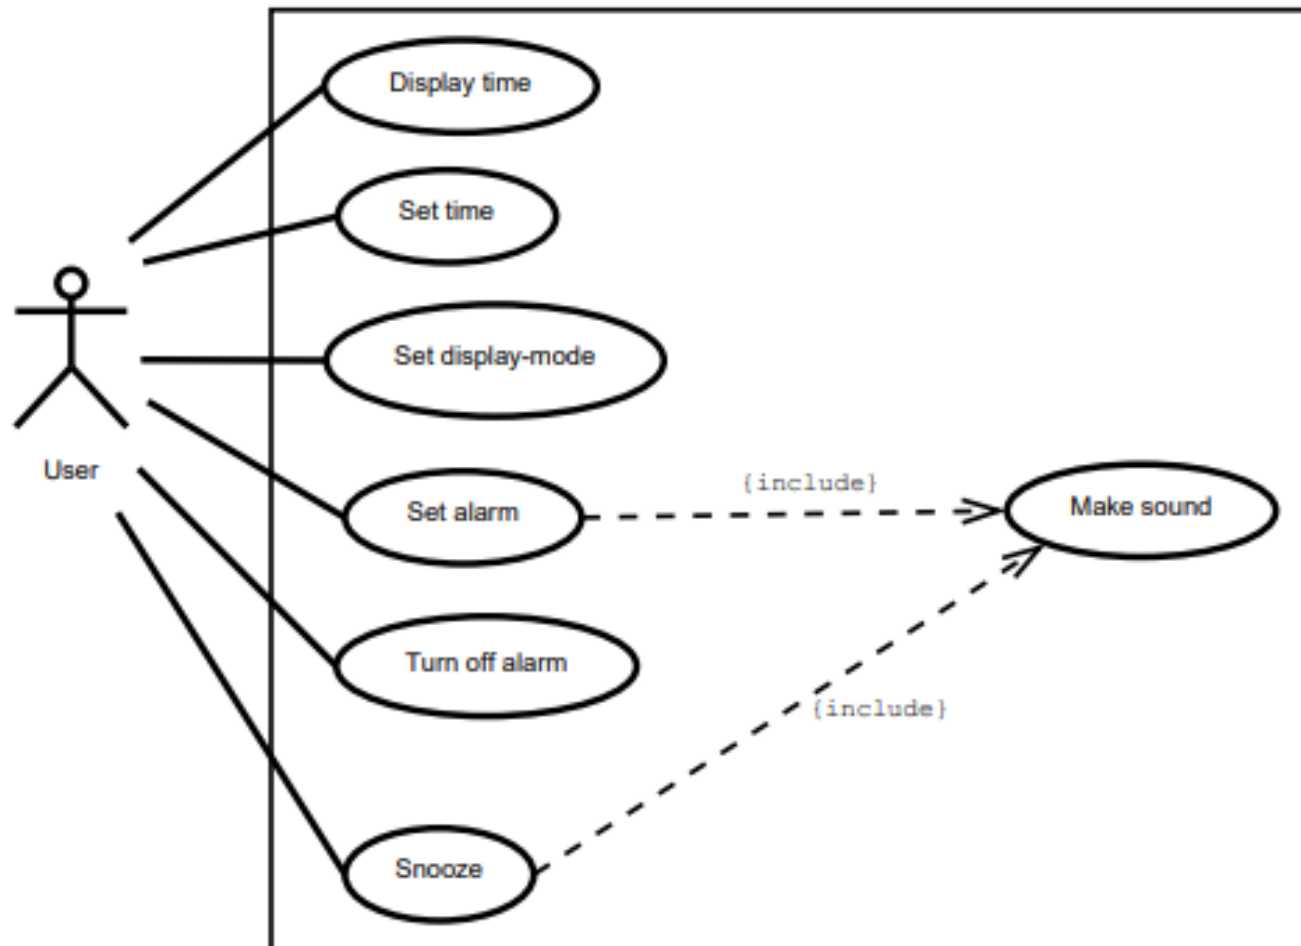 Display time
Set time
Set display-mode
User
{include}
Set alarm
Make sound
Turn off alarm
{include}
Snooze